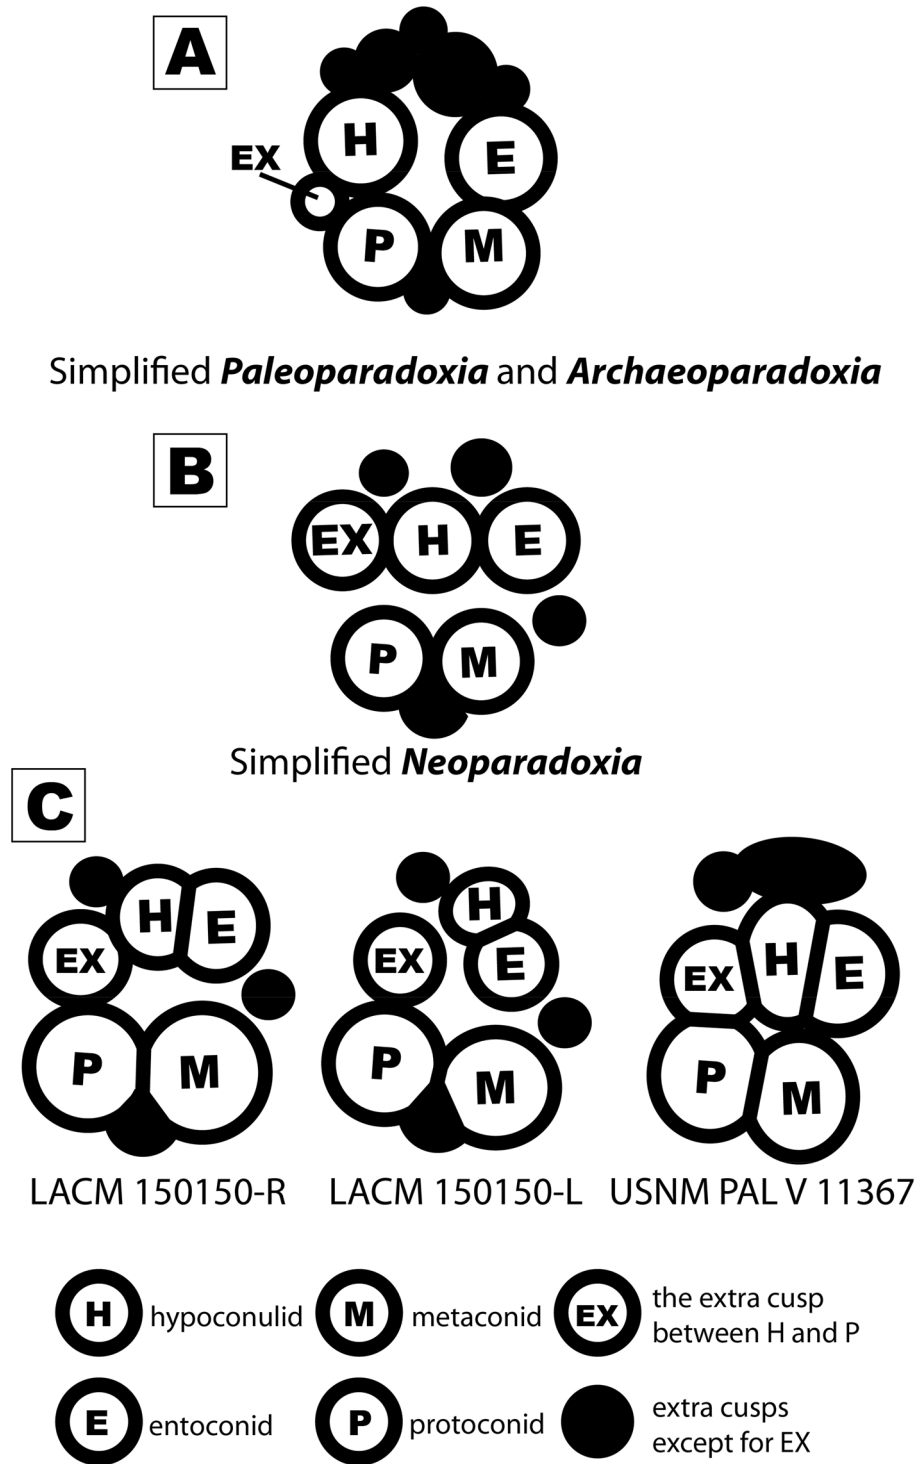 A
H
E
EX
P
M
Simplified Paleoparadoxia and Archaeoparadoxia
B
EX H E
P M
Simplified Neoparadoxia
C
H E
EX
P M
H
EX E
P M
H E
EX
P M
LACM 150150-R LACM 150150-L USNM PAL V 11367
H hypoconulid M metaconid EX the extra cusp
between H and P
E entoconid P protoconid extra cusps
except for EX